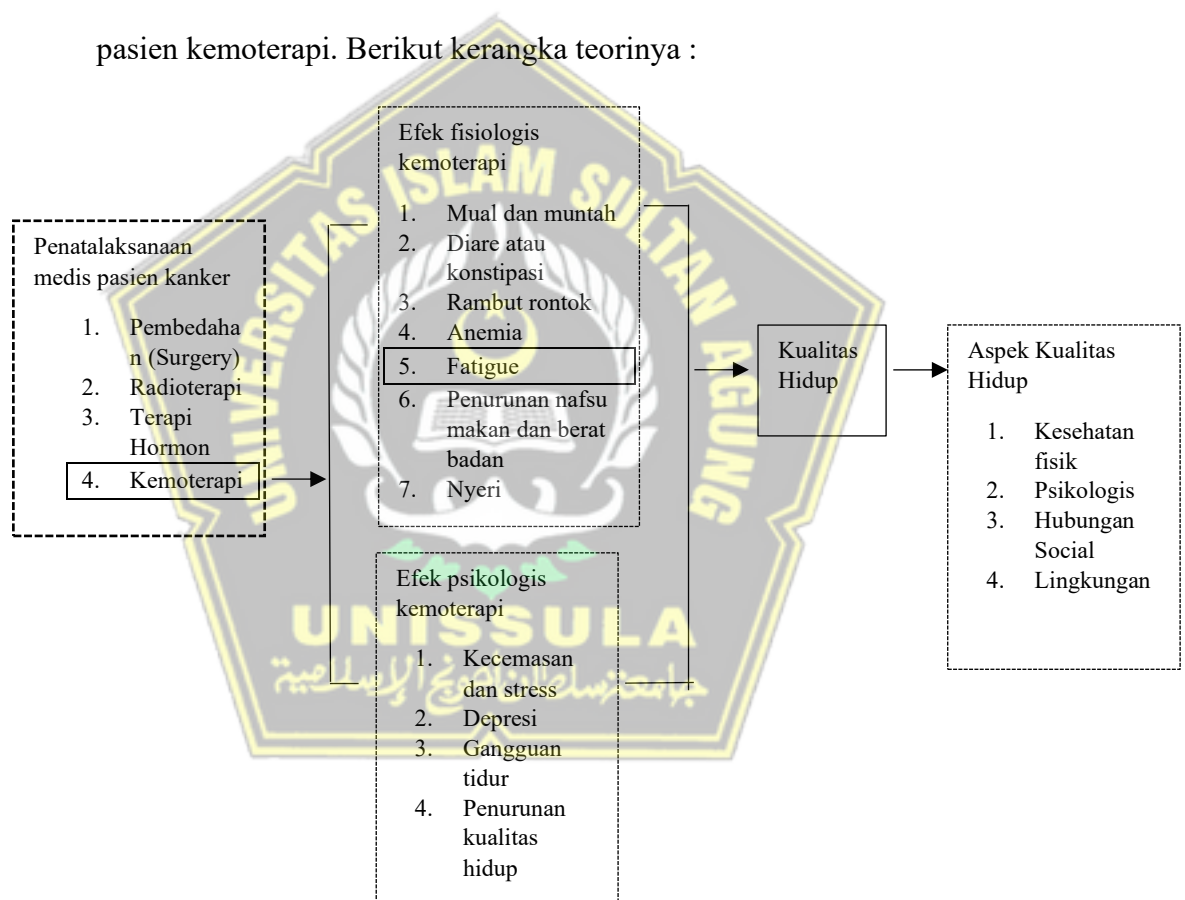 pasien kemoterapi. Berikut kerangka teorinya :
Penatalaksanaan
medis pasien kanker
1. Pembedaha
n (Surgery)
2. Radioterapi
3. Terapi
Hormon
4. Kemoterapi
Efek fisiologis
kemoterapi
1. Mual dan muntah
2. Diare atau
konstipasi
3. Rambut rontok
4. Anemia
5. Fatigue
6. Penurunan nafsu
makan dan berat
badan
7. Nyeri
Efek psikologis
kemoterapi
1. Kecemasan
dan stress
2. Depresi
3. Gangguan
tidur
4. Penurunan
kualitas
hidup
Kualitas
Hidup
Aspek Kualitas
Hidup
1. Kesehatan
fisik
2. Psikologis
3. Hubungan
Social
4. Lingkungan
UNIVERSITAS ISLAM SULTAN AGUNG
UNISSULA